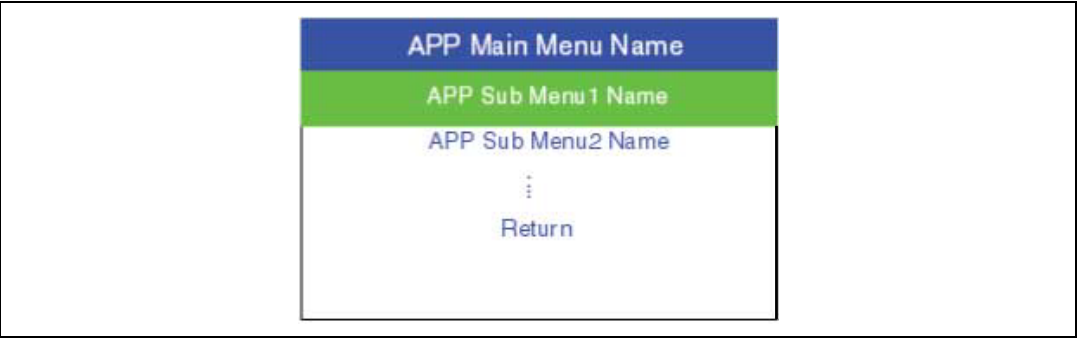 APP Main Menu Name
APP Sub Menu1 Name
APP Sub Menu2 Name
⋮
Return